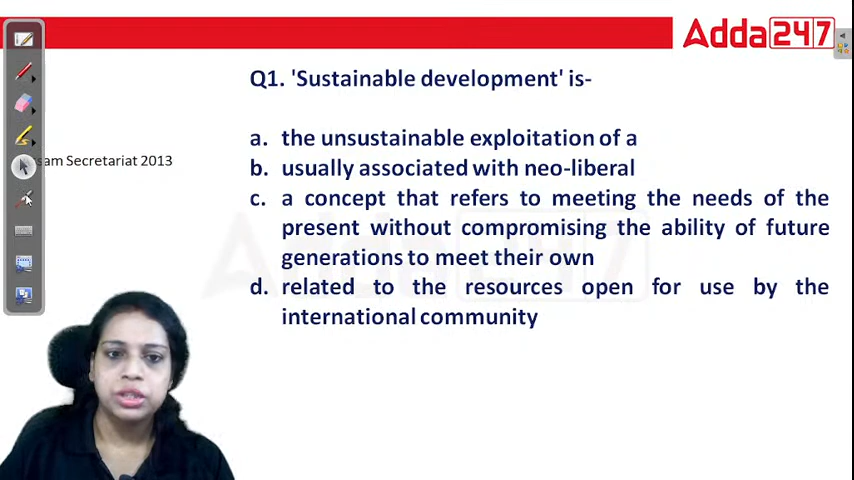 Adda247
Q1. 'Sustainable development' is-
a. the unsustainable exploitation of a
b. usually associated with neo-liberal
sam Secretariat 2013
c. a concept that refers to meeting the needs of the
present without compromising the ability of future
generations to meet their own
d. related to the resources open for use by the
international community